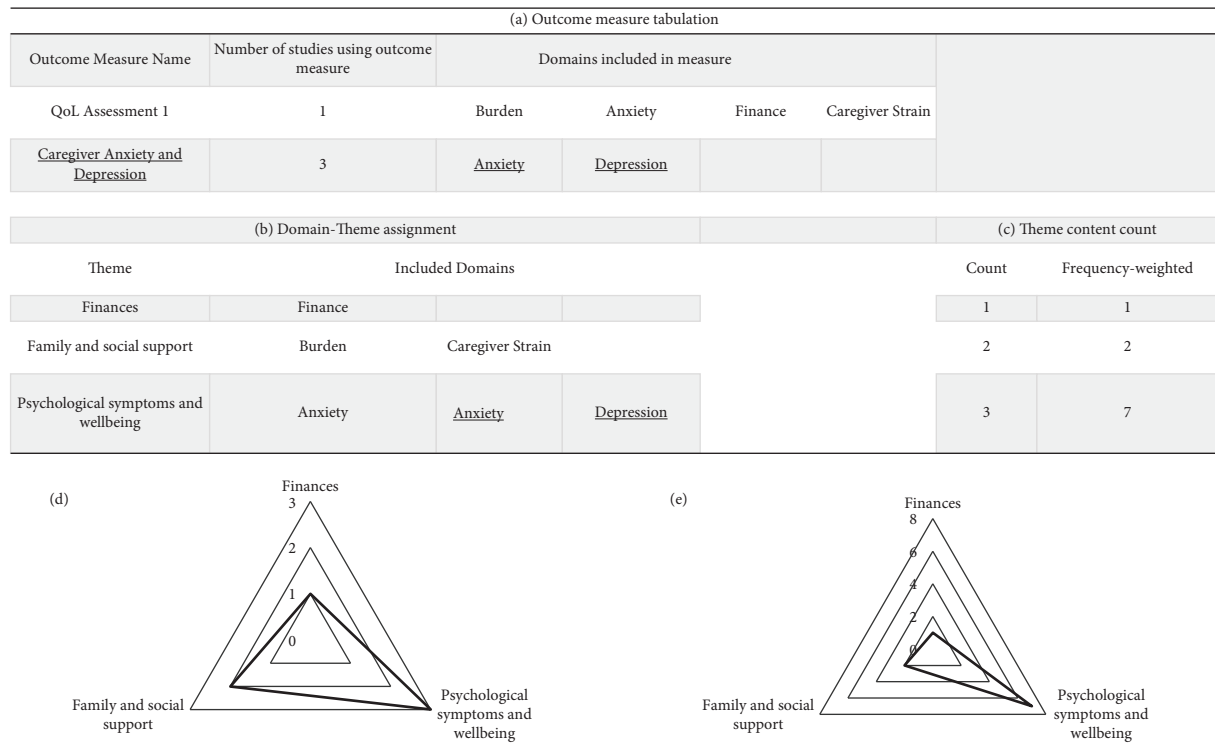 (a) Outcome measure tabulation
Outcome Measure Name
Number of studies using outcome
measure
Domains included in measure
QoL Assessment 1
1
Burden
Anxiety
Finance
Caregiver Strain
Caregiver Anxiety and
Depression
3
Anxiety
Depression
(b) Domain-Theme assignment
(c) Theme content count
Theme
Included Domains
Count
Frequency-weighted
Finances
Finance
1
1
Family and social support
Burden
Caregiver Strain
2
2
Psychological symptoms and
wellbeing
Anxiety
Anxiety
Depression
3
7
(d)
Finances
3
2
1
0
Family and social
support
Psychological
symptoms and
wellbeing
(e)
Finances
8
6
4
2
0
Family and social
support
Psychological
symptoms and
wellbeing